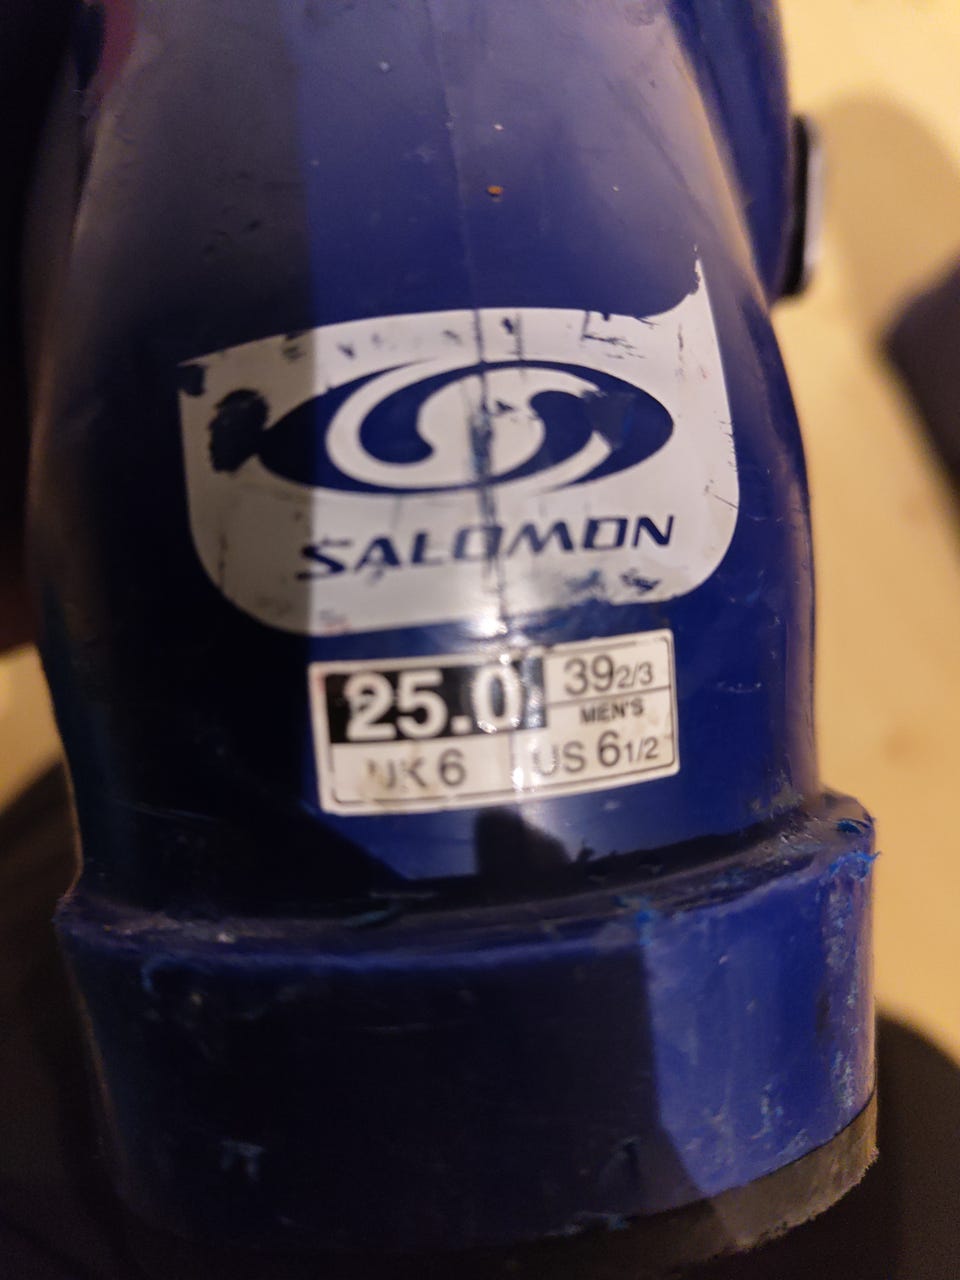 SALOMON
25.0
39 2/3
MEN'S
UK 6
US 6 1/2